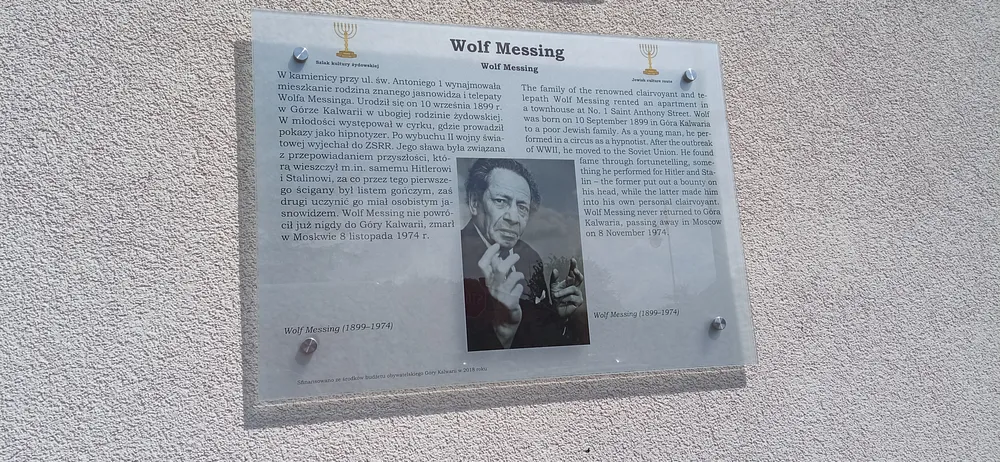 Wolf Messing
Wolf Messing
Szlak kultury żydowskiej
W kamienicy przy ul. św. Antoniego 1 wynajmowała
mieszkanie rodzina znanego jasnowidza i telepaty
Wolfa Messinga. Urodził się on 10 września 1899 r.
w Górze Kalwarii w ubogiej rodzinie żydowskiej.
W młodości występował w cyrku, gdzie prowadził
pokazy jako hipnotyzer. Po wybuchu II wojny świa-
towej wyjechał do ZSRR. Jego sława była związana
z przepowiadaniem przyszłości, któ-
rą wieszczył m.in. samemu Hitlerowi
i Stalinowi, za co przez tego pierwsze-
go ścigany był listem gończym, zaś
drugi uczynić go miał osobistym ja-
snowidzem. Wolf Messing nie powró-
cił już nigdy do Góry Kalwarii, zmarł
w Moskwie 8 listopada 1974 r.
Wolf Messing (1899–1974)
Sfinansowano ze środków budżetu obywatelskiego Góry Kalwarii w 2018 roku
Jewish culture route
The family of the renowned clairvoyant and te-
lepath Wolf Messing rented an apartment in
a townhouse at No. 1 Saint Anthony Street. Wolf
was born on 10 September 1899 in Góra Kalwaria
to a poor Jewish family. As a young man, he per-
formed in a circus as a hypnotist. After the outbreak
of WWII, he moved to the Soviet Union. He found
fame through fortunetelling, some-
thing he performed for Hitler and Sta-
lin – the former put out a bounty on
his head, while the latter made him
into his own personal clairvoyant.
Wolf Messing never returned to Góra
Kalwaria, passing away in Moscow
on 8 November 1974.
Wolf Messing (1899–1974)